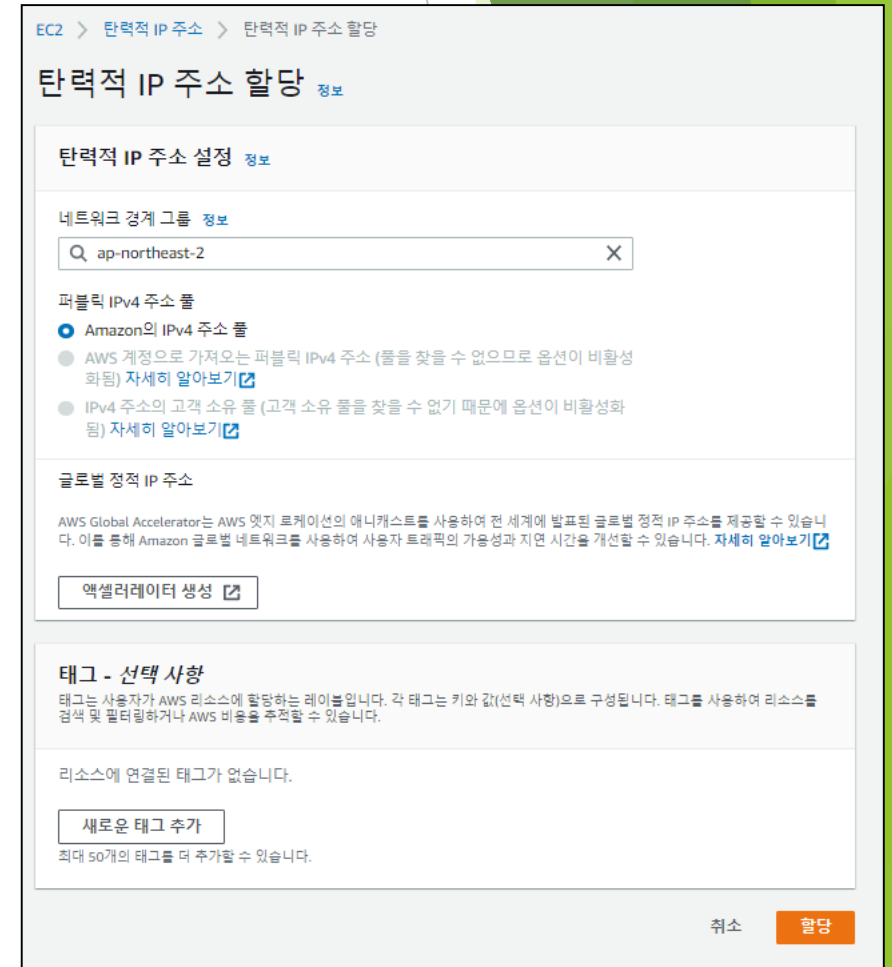 EC2 > 탄력적 IP 주소 > 탄력적 IP 주소 할당
탄력적 IP 주소 할당 정보
탄력적 IP 주소 설정 정보
네트워크 경계 그룹 정보
ap-northeast-2
퍼블릭 IPv4 주소 풀
Amazon의 IPv4 주소 풀
AWS 계정으로 가져오는 퍼블릭 IPv4 주소 (풀을 찾을 수 없으므로 옵션이 비활성
화됨) 자세히 알아보기
IPv4 주소의 고객 소유 풀 (고객 소유 풀을 찾을 수 없기 때문에 옵션이 비활성화
됨) 자세히 알아보기
글로벌 정적 IP 주소
AWS Global Accelerator는 AWS 엣지 로케이션의 애니캐스트를 사용하여 전 세계에 발표된 글로벌 정적 IP 주소를 제공할 수 있습니
다. 이를 통해 Amazon 글로벌 네트워크를 사용하여 사용자 트래픽의 가용성과 지연 시간을 개선할 수 있습니다. 자세히 알아보기
액셀러레이터 생성
태그 - 선택 사항
태그는 사용자가 AWS 리소스에 할당하는 레이블입니다. 각 태그는 키와 값(선택 사항)으로 구성됩니다. 태그를 사용하여 리소스를
검색 및 필터링하거나 AWS 비용을 추적할 수 있습니다.
리소스에 연결된 태그가 없습니다.
새로운 태그 추가
최대 50개의 태그를 더 추가할 수 있습니다.
취소 할당